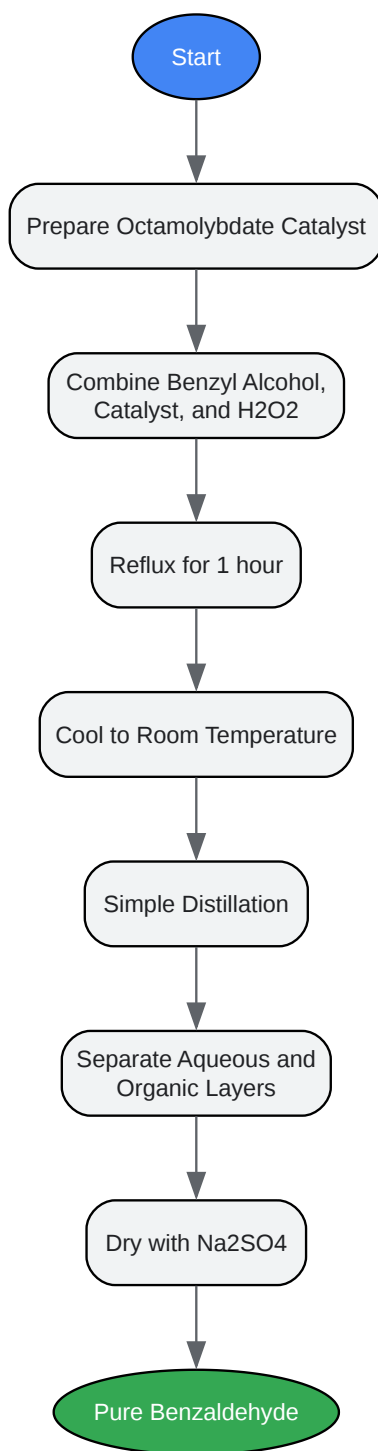 Start
Prepare Octamolybdate Catalyst
Combine Benzyl Alcohol,
Catalyst, and H2O2
Reflux for 1 hour
Cool to Room Temperature
Simple Distillation
Separate Aqueous and
Organic Layers
Dry with Na2SO4
Pure Benzaldehyde